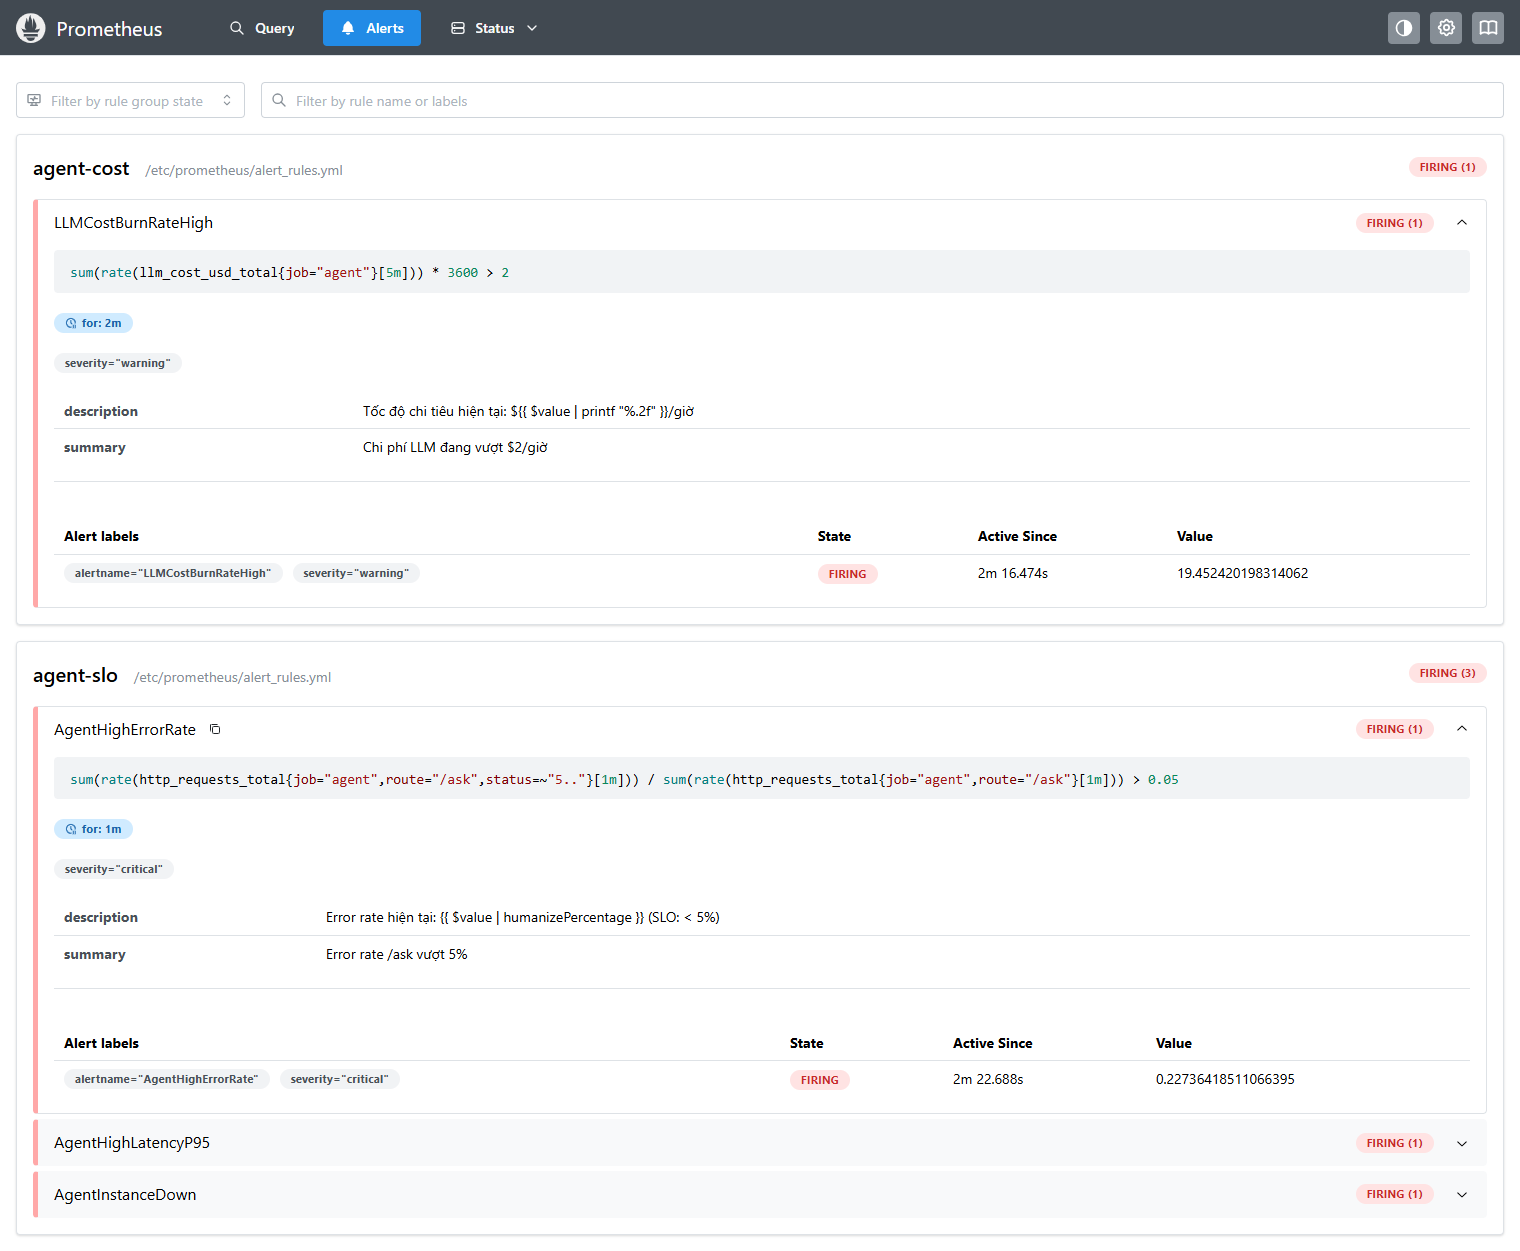 Prometheus
Query
Alerts
Status
Filter by rule group state
Filter by rule name or labels
agent-cost /etc/prometheus/alert_rules.yml FIRING (1)
LLMCostBurnRateHigh FIRING (1)
sum(rate(llm_cost_usd_total{job="agent"}[5m])) * 3600 > 2
for: 2m
severity="warning"
description Tốc độ chi tiêu hiện tại: ${{ $value | printf "%.2f" }}/giờ
summary Chi phí LLM đang vượt $2/giờ
Alert labels State Active Since Value
alertname="LLMCostBurnRateHigh" severity="warning" FIRING 2m 16.474s 19.452420198314062
agent-slo /etc/prometheus/alert_rules.yml FIRING (3)
AgentHighErrorRate FIRING (1)
sum(rate(http_requests_total{job="agent",route="/ask",status=~"5.."}[1m])) / sum(rate(http_requests_total{job="agent",route="/ask"}[1m])) > 0.05
for: 1m
severity="critical"
description Error rate hiện tại: {{ $value | humanizePercentage }} (SLO: < 5%)
summary Error rate /ask vượt 5%
Alert labels State Active Since Value
alertname="AgentHighErrorRate" severity="critical" FIRING 2m 22.688s 0.22736418511066395
AgentHighLatencyP95 FIRING (1)
AgentInstanceDown FIRING (1)